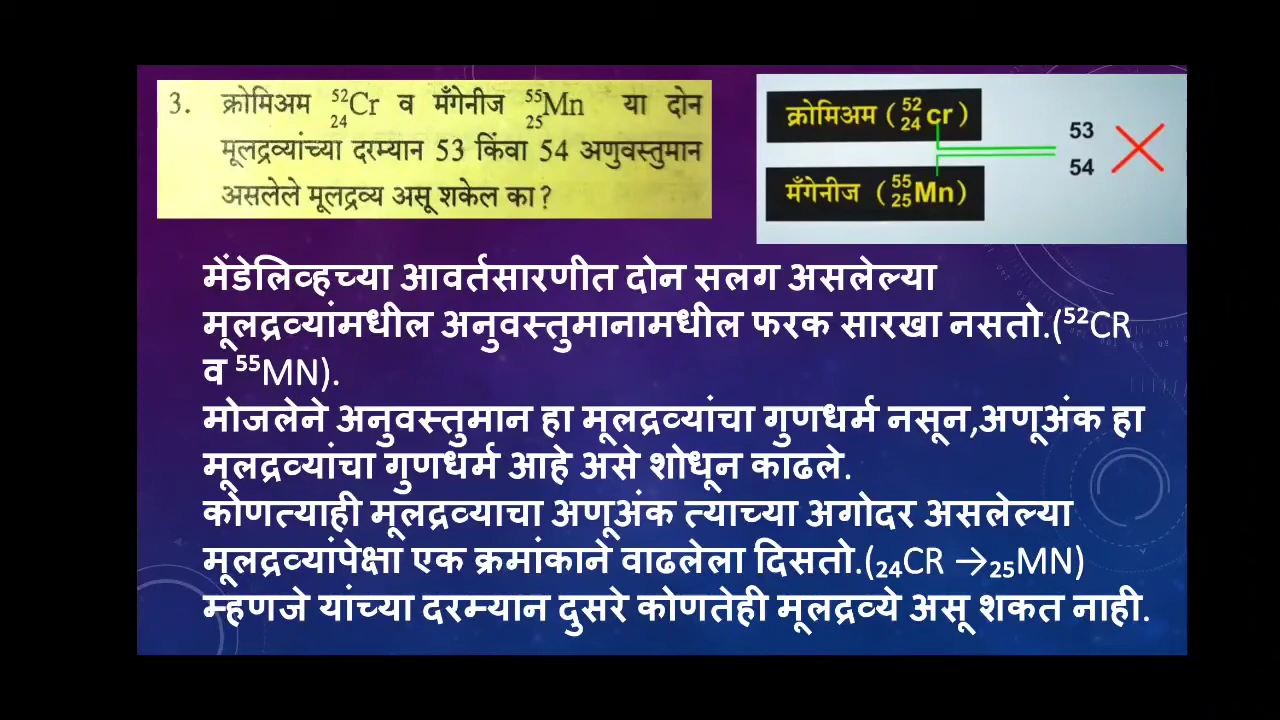 3. क्रोमिअम ⁵²₂₄Cr व मँगेनीज ⁵⁵₂₅Mn या दोन
मूलद्रव्यांच्या दरम्यान 53 किंवा 54 अणुवस्तुमान
असलेले मूलद्रव्य असू शकेल का?
क्रोमिअम (⁵²₂₄cr)
53
54
मँगेनीज (⁵⁵₂₅Mn)
मेंडेलिव्हच्या आवर्तसारणीत दोन सलग असलेल्या
मूलद्रव्यांमधील अनुवस्तुमानामधील फरक सारखा नसतो.(⁵²CR
व ⁵⁵MN).
मोजलेने अनुवस्तुमान हा मूलद्रव्यांचा गुणधर्म नसून,अणूअंक हा
मूलद्रव्यांचा गुणधर्म आहे असे शोधून काढले.
कोणत्याही मूलद्रव्याचा अणूअंक त्याच्या अगोदर असलेल्या
मूलद्रव्यांपेक्षा एक क्रमांकाने वाढलेला दिसतो.(₂₄CR →₂₅MN)
म्हणजे यांच्या दरम्यान दुसरे कोणतेही मूलद्रव्ये असू शकत नाही.